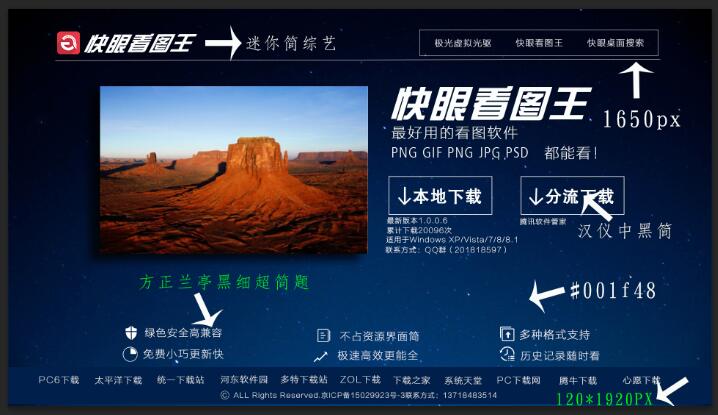 快眼看图王 迷你简综艺 极光虚拟光驱 快眼看图王 快眼桌面搜索
1650px
快眼看图王
最好用的看图软件
PNG GIF PNG JPG PSD 都能看!
↓本地下载 ↓分流下载
最新版本1.0.0.6 腾讯软件管家
累计下载20096次
适用于Windows XP/Vista/7/8/8.1
联系方式：QQ群（201818597）
汉仪中黑简
方正兰亭黑细超简题
#001f48
绿色安全高兼容 不占资源界面简 多种格式支持
免费小巧更新快 极速高效更能全 历史记录随时看
PC6下载 太平洋下载 统一下载站 河东软件园 多特下载站 ZOL下载 下载之家 系统天堂 PC下载网 腾牛下载 心愿下载
© ALL Rights Reserved.京ICP备15029923号-3联系方式：13718483514
120*1920PX